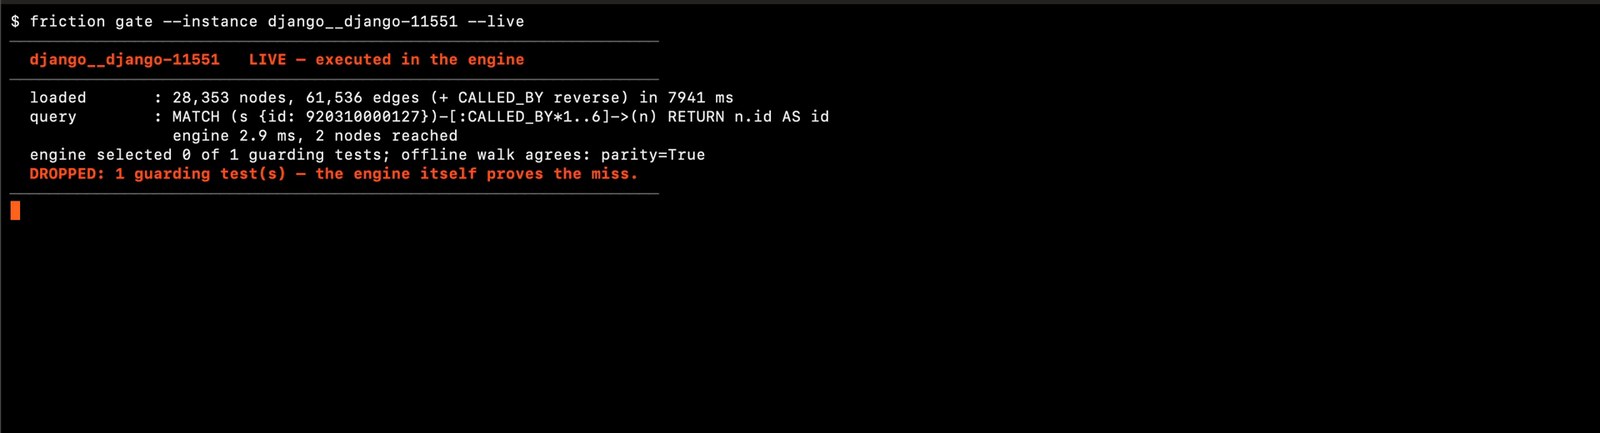 $ friction gate --instance django__django-11551 --live
django__django-11551   LIVE — executed in the engine
loaded       : 28,353 nodes, 61,536 edges (+ CALLED_BY reverse) in 7941 ms
query        : MATCH (s {id: 920310000127})-[:CALLED_BY*1..6]->(n) RETURN n.id AS id
engine 2.9 ms, 2 nodes reached
engine selected 0 of 1 guarding tests; offline walk agrees: parity=True
DROPPED: 1 guarding test(s) — the engine itself proves the miss.